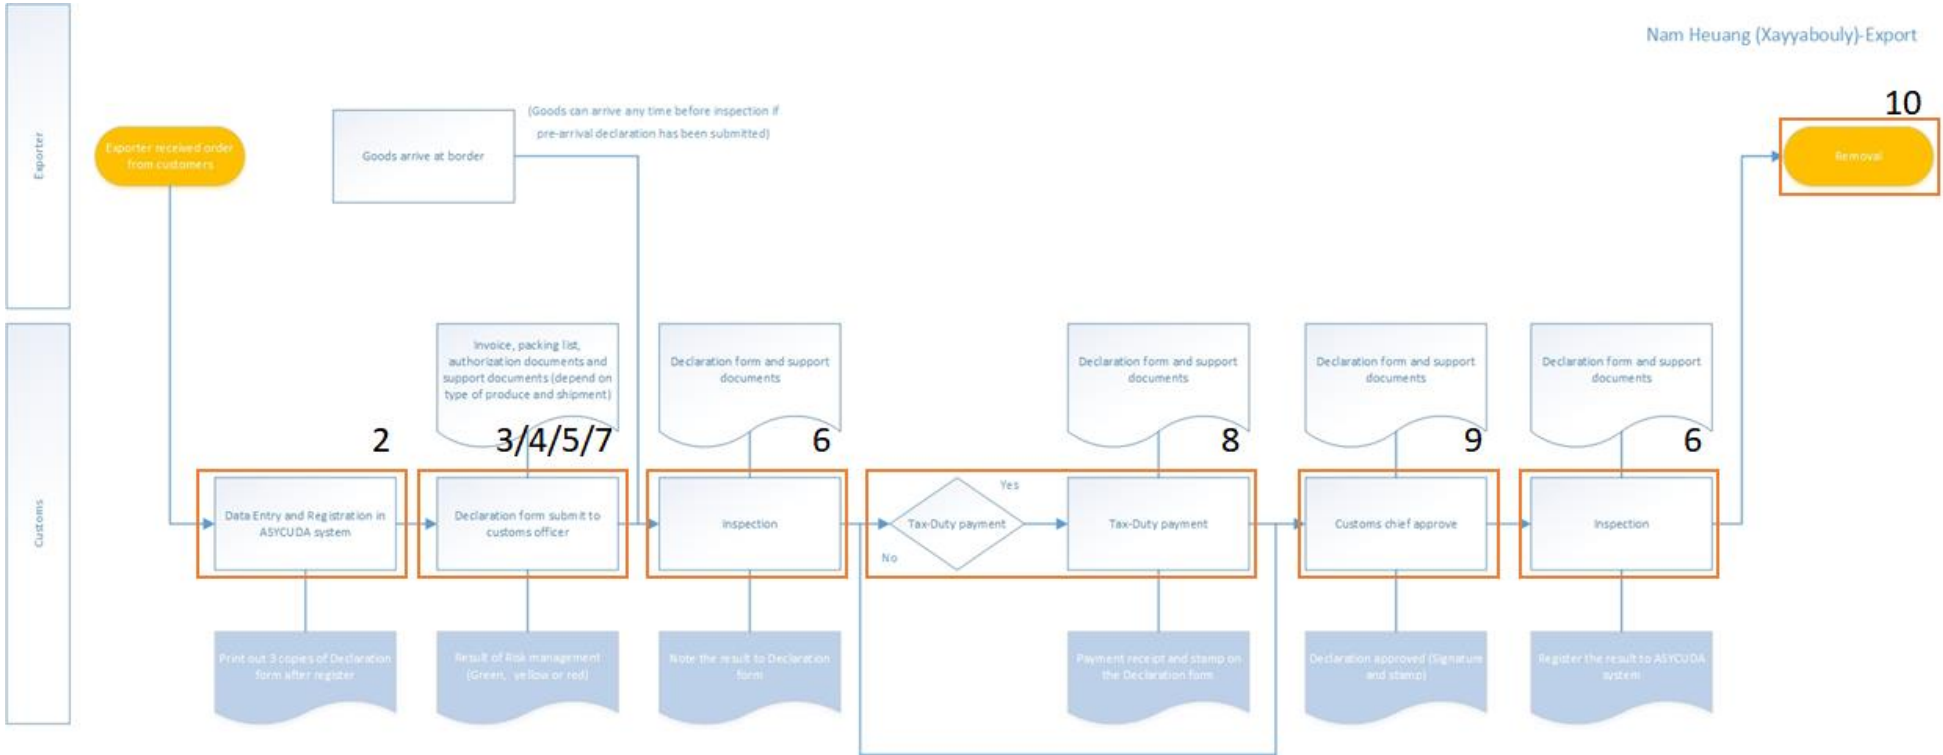 Nam Heuang (Xayyabouly)-Export
10
Exporter
Exporter received order
from customers
Goods arrive at border
(Goods can arrive any time before inspection if
pre-arrival declaration has been submitted)
Removal
Customs
Invoice, packing list,
authorization documents and
support documents (depend on
type of produce and shipment)
Declaration form and support
documents
Declaration form and support
documents
Declaration form and support
documents
Declaration form and support
documents
2
3/4/5/7
6
8
9
6
Data Entry and Registration in
ASYCUDA system
Declaration form submit to
customs officer
Inspection
Tax-Duty payment
Yes
No
Tax-Duty payment
Customs chief approve
Inspection
Print out 3 copies of Declaration
form after register
Result of Risk management
(Green, yellow or red)
Note the result to Declaration
form
Payment receipt and stamp on
the Declaration form
Declaration approved (Signature
and stamp)
Register the result to ASYCUDA
system